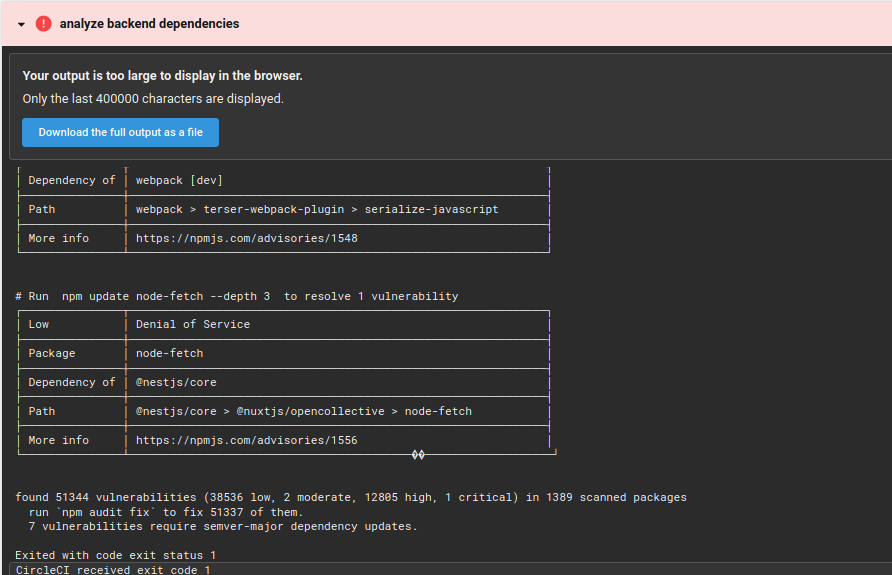 analyze backend dependencies
Your output is too large to display in the browser.
Only the last 400000 characters are displayed.
Download the full output as a file
Dependency of │ webpack [dev]
Path │ webpack > terser-webpack-plugin > serialize-javascript
More info │ https://npmjs.com/advisories/1548
# Run  npm update node-fetch --depth 3  to resolve 1 vulnerability
Low │ Denial of Service
Package │ node-fetch
Dependency of │ @nestjs/core
Path │ @nestjs/core > @nuxtjs/opencollective > node-fetch
More info │ https://npmjs.com/advisories/1556
found 51344 vulnerabilities (38536 low, 2 moderate, 12805 high, 1 critical) in 1389 scanned packages
run `npm audit fix` to fix 51337 of them.
7 vulnerabilities require semver-major dependency updates.
Exited with code exit status 1
CircleCI received exit code 1